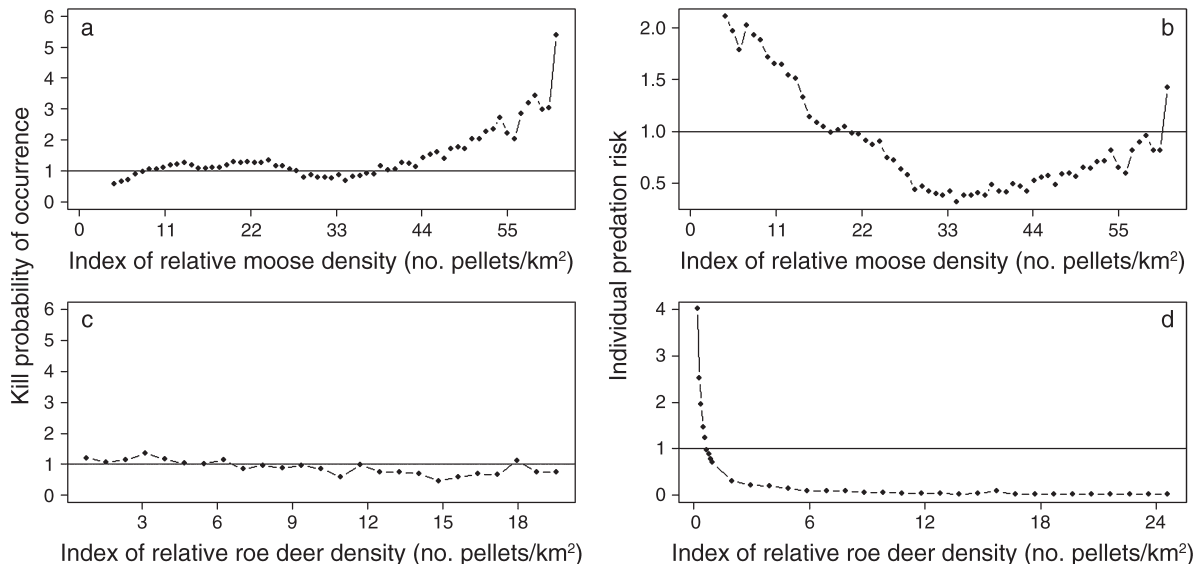 Kill probability of occurrence
a
6
5
4
3
2
1
0
0 11 22 33 44 55
Index of relative moose density (no. pellets/km²)
Individual predation risk
b
2.0
1.5
1.0
0.5
0 11 22 33 44 55
Index of relative moose density (no. pellets/km²)
c
6
5
4
3
2
1
0
3 6 9 12 15 18
Index of relative roe deer density (no. pellets/km²)
d
4
3
2
1
0
0 6 12 18 24
Index of relative roe deer density (no. pellets/km²)